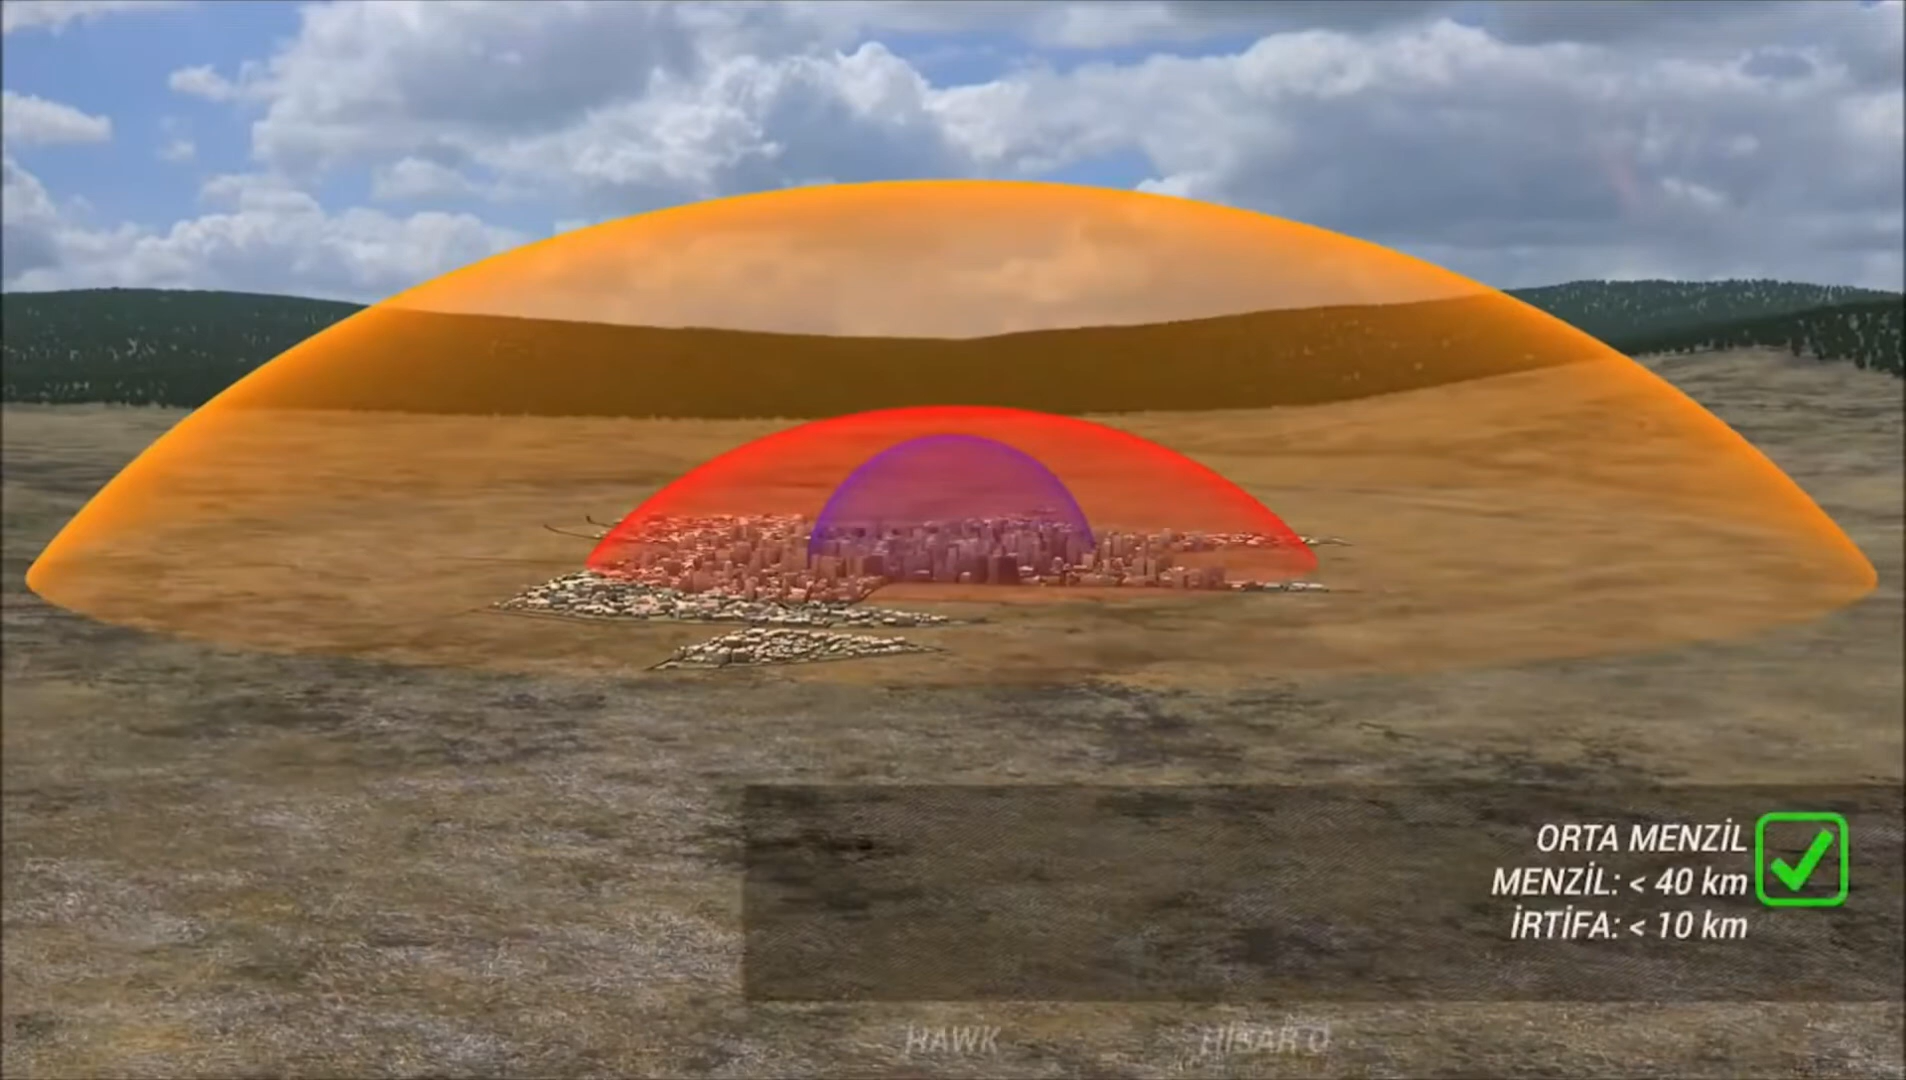 ORTA MENZİL
MENZİL: < 40 km
İRTİFA: < 10 km
HAWK
HİSAR O